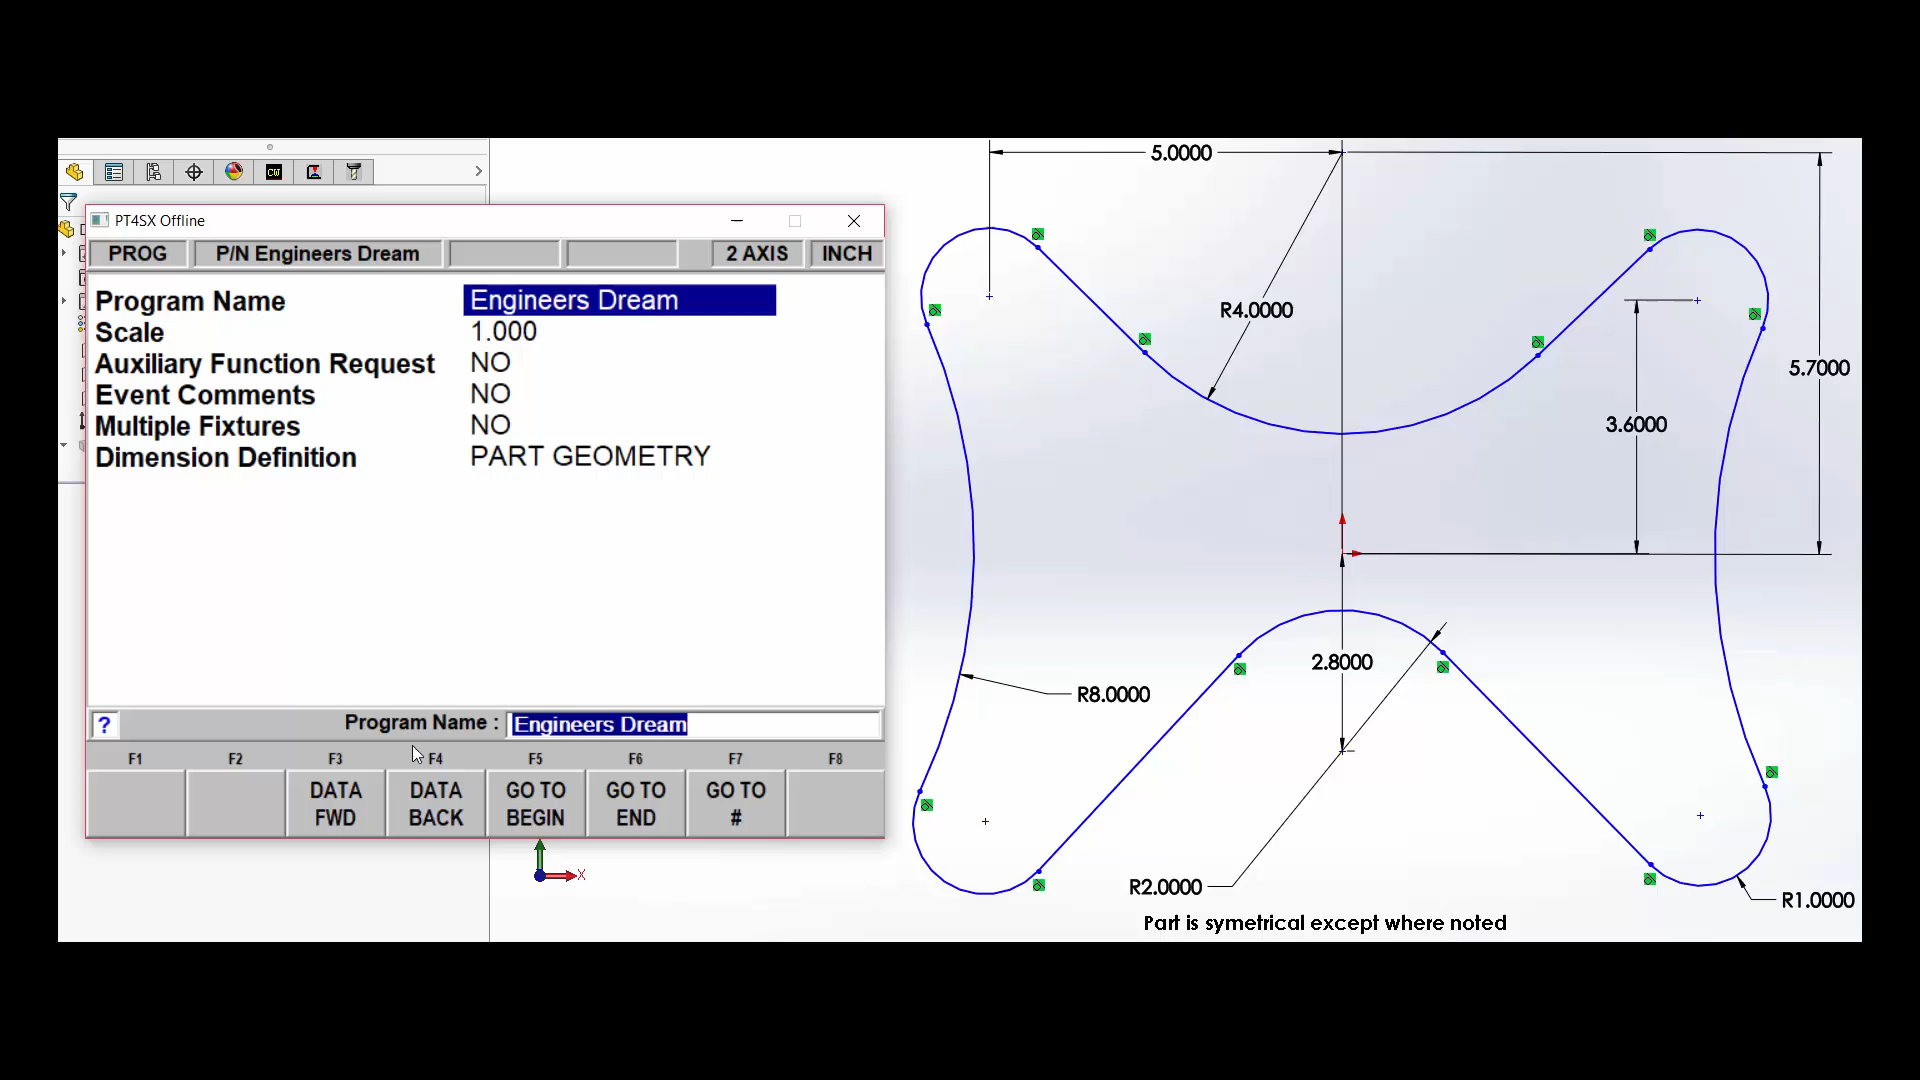 CW
PT4SX Offline
PROG P/N Engineers Dream 2 AXIS INCH
Program Name Engineers Dream
Scale 1.000
Auxiliary Function Request NO
Event Comments NO
Multiple Fixtures NO
Dimension Definition PART GEOMETRY
? Program Name : Engineers Dream
F1 F2 F3 F4 F5 F6 F7 F8
DATA FWD
DATA BACK
GO TO BEGIN
GO TO END
GO TO #
X
5.0000
R4.0000
5.7000
3.6000
2.8000
R8.0000
R2.0000
R1.0000
Part is symetrical except where noted